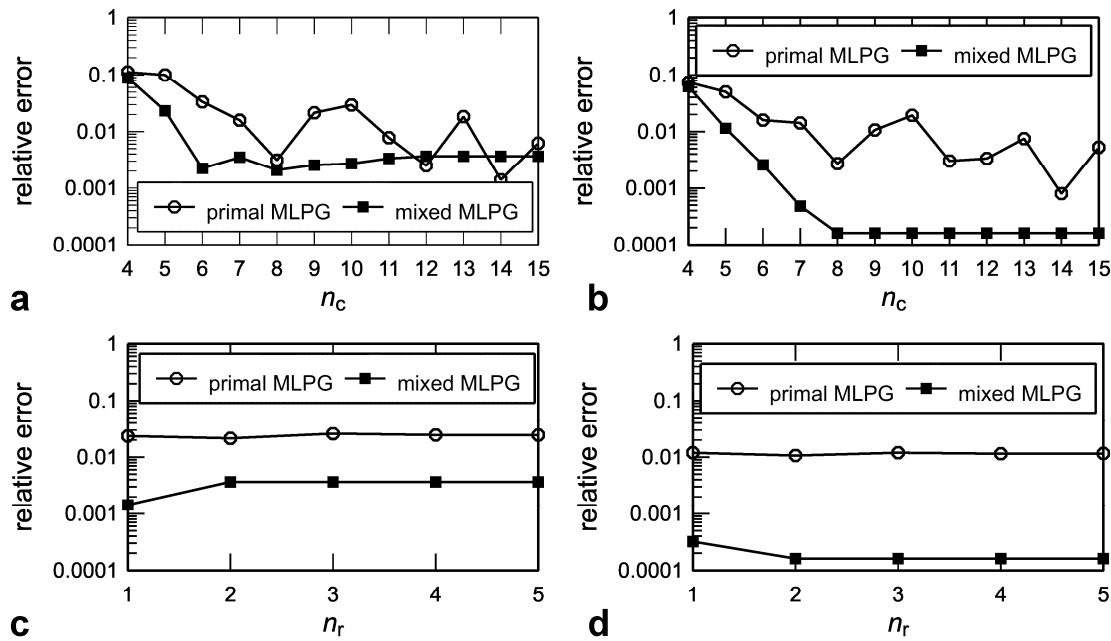 1
0.1
0.01
0.001
0.0001
relative error
primal MLPG mixed MLPG
4 5 6 7 8 9 10 11 12 13 14 15
a
nc
1
0.1
0.01
0.001
0.0001
relative error
primal MLPG mixed MLPG
4 5 6 7 8 9 10 11 12 13 14 15
b
nc
1
0.1
0.01
0.001
0.0001
relative error
primal MLPG mixed MLPG
1 2 3 4 5
c
nr
1
0.1
0.01
0.001
0.0001
relative error
primal MLPG mixed MLPG
1 2 3 4 5
d
nr